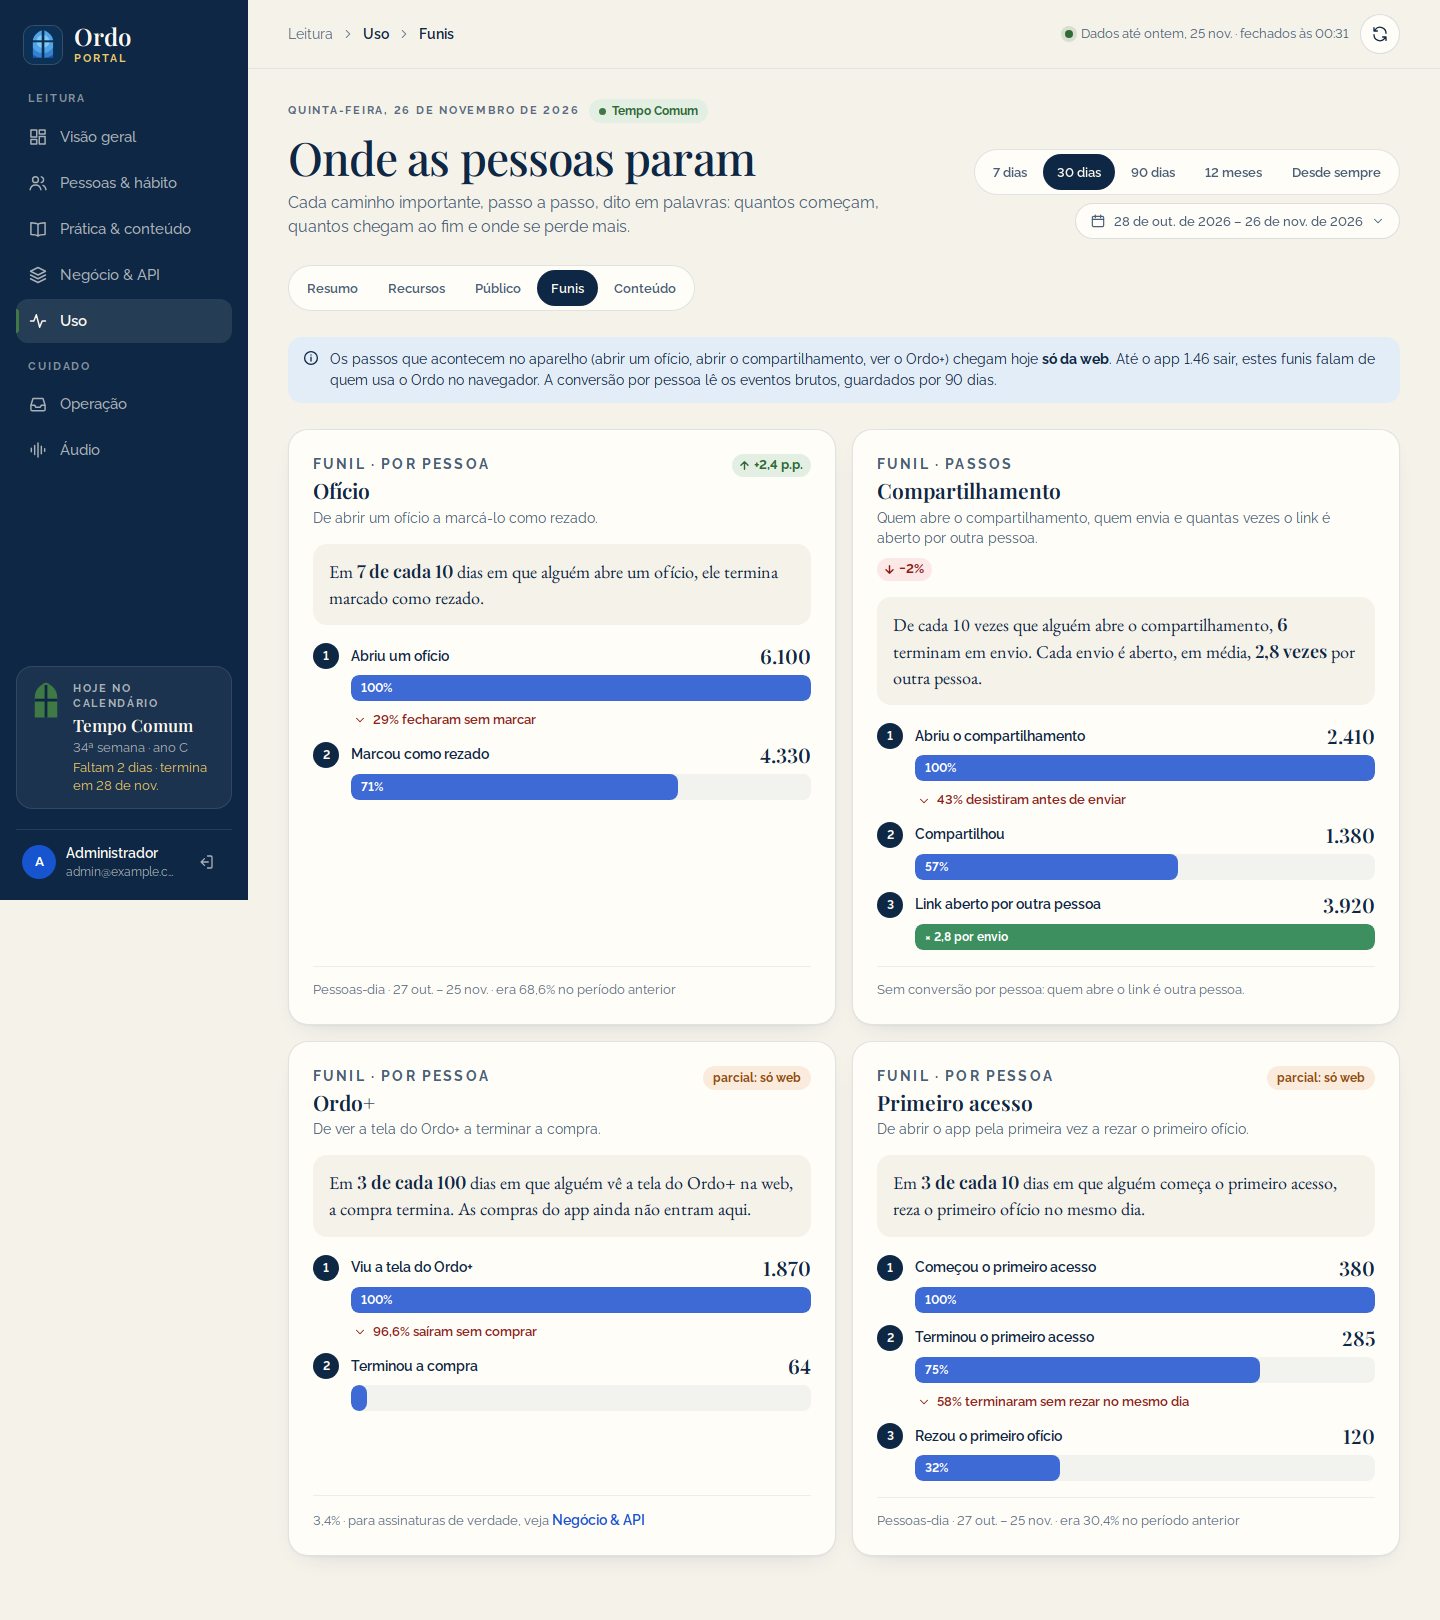 Ordo
PORTAL
LEITURA
Visão geral
Pessoas & hábito
Prática & conteúdo
Negócio & API
Uso
CUIDADO
Operação
Áudio
HOJE NO
CALENDÁRIO
Tempo Comum
34ª semana · ano C
Faltam 2 dias · termina
em 28 de nov.
A
Administrador
admin@example.c…
Leitura > Uso > Funis
Dados até ontem, 25 nov. · fechados às 00:31
QUINTA-FEIRA, 26 DE NOVEMBRO DE 2026
Tempo Comum
Onde as pessoas param
Cada caminho importante, passo a passo, dito em palavras: quantos começam,
quantos chegam ao fim e onde se perde mais.
7 dias 30 dias 90 dias 12 meses Desde sempre
28 de out. de 2026 – 26 de nov. de 2026
Resumo Recursos Público Funis Conteúdo
Os passos que acontecem no aparelho (abrir um ofício, abrir o compartilhamento, ver o Ordo+) chegam hoje só da web. Até o app 1.46 sair, estes funis falam de
quem usa o Ordo no navegador. A conversão por pessoa lê os eventos brutos, guardados por 90 dias.
FUNIL · POR PESSOA
↑ +2,4 p.p.
Ofício
De abrir um ofício a marcá-lo como rezado.
Em 7 de cada 10 dias em que alguém abre um ofício, ele termina
marcado como rezado.
1 Abriu um ofício 6.100
100%
29% fecharam sem marcar
2 Marcou como rezado 4.330
71%
Pessoas-dia · 27 out. – 25 nov. · era 68,6% no período anterior
FUNIL · PASSOS
Compartilhamento
Quem abre o compartilhamento, quem envia e quantas vezes o link é
aberto por outra pessoa.
↓ −2%
De cada 10 vezes que alguém abre o compartilhamento, 6
terminam em envio. Cada envio é aberto, em média, 2,8 vezes por
outra pessoa.
1 Abriu o compartilhamento 2.410
100%
43% desistiram antes de enviar
2 Compartilhou 1.380
57%
3 Link aberto por outra pessoa 3.920
× 2,8 por envio
Sem conversão por pessoa: quem abre o link é outra pessoa.
FUNIL · POR PESSOA
parcial: só web
Ordo+
De ver a tela do Ordo+ a terminar a compra.
Em 3 de cada 100 dias em que alguém vê a tela do Ordo+ na web,
a compra termina. As compras do app ainda não entram aqui.
1 Viu a tela do Ordo+ 1.870
100%
96,6% saíram sem comprar
2 Terminou a compra 64
3,4% · para assinaturas de verdade, veja Negócio & API
FUNIL · POR PESSOA
parcial: só web
Primeiro acesso
De abrir o app pela primeira vez a rezar o primeiro ofício.
Em 3 de cada 10 dias em que alguém começa o primeiro acesso,
reza o primeiro ofício no mesmo dia.
1 Começou o primeiro acesso 380
100%
2 Terminou o primeiro acesso 285
75%
58% terminaram sem rezar no mesmo dia
3 Rezou o primeiro ofício 120
32%
Pessoas-dia · 27 out. – 25 nov. · era 30,4% no período anterior